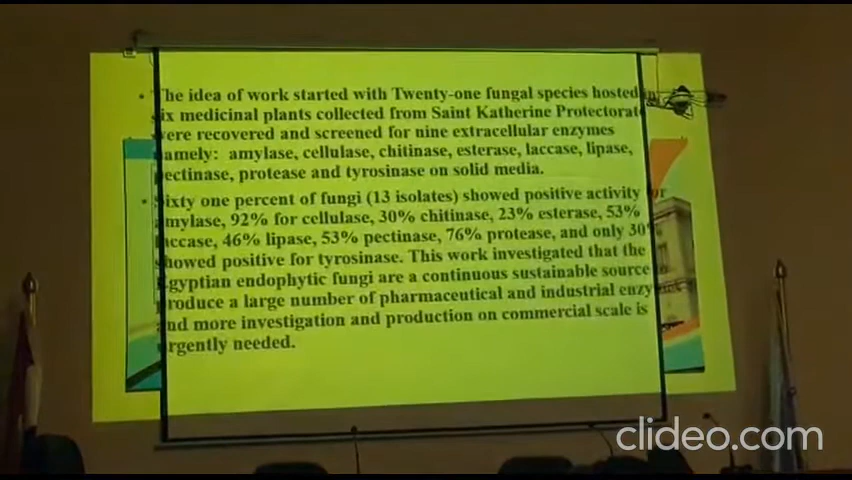 • The idea of work started with Twenty-one fungal species hosted in
six medicinal plants collected from Saint Katherine Protectorate
were recovered and screened for nine extracellular enzymes
namely: amylase, cellulase, chitinase, esterase, laccase, lipase,
pectinase, protease and tyrosinase on solid media.
• Sixty one percent of fungi (13 isolates) showed positive activity for
amylase, 92% for cellulase, 30% chitinase, 23% esterase, 53%
laccase, 46% lipase, 53% pectinase, 76% protease, and only 30%
showed positive for tyrosinase. This work investigated that the
Egyptian endophytic fungi are a continuous sustainable source
produce a large number of pharmaceutical and industrial enzy
and more investigation and production on commercial scale is
urgently needed.
clideo.com